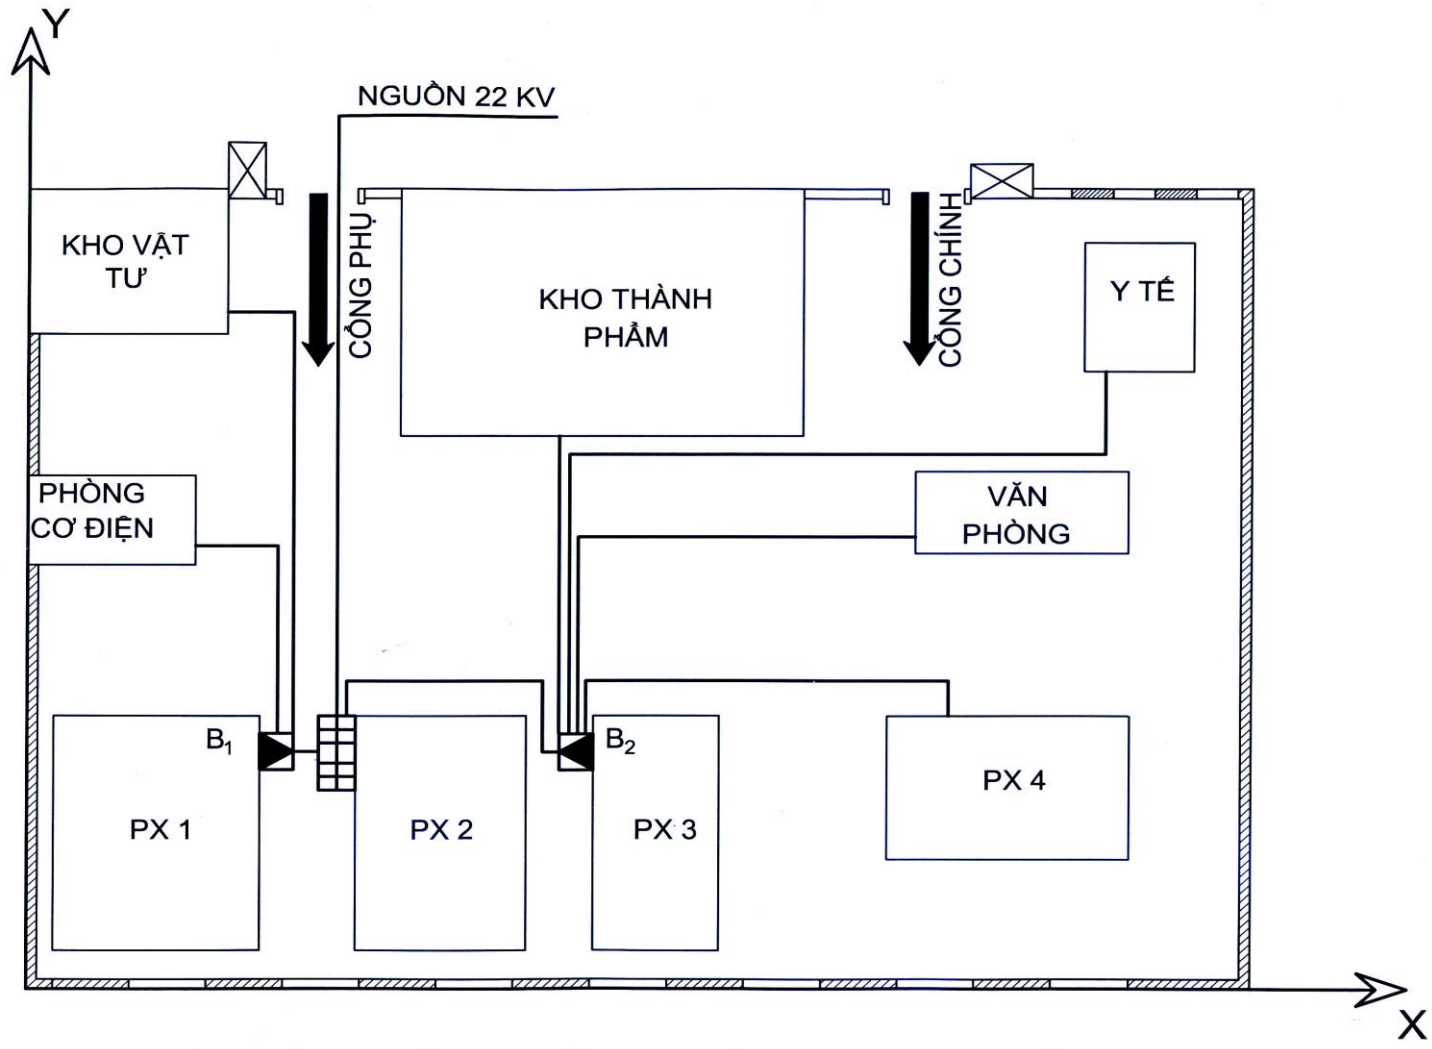 Y
NGUỒN 22 KV
KHO VẬT
TƯ
CỔNG PHỤ
KHO THÀNH
PHẨM
CỔNG CHÍNH
Y TẾ
PHÒNG
CƠ ĐIỆN
VĂN
PHÒNG
B1
B2
PX 1
PX 2
PX 3
PX 4
X